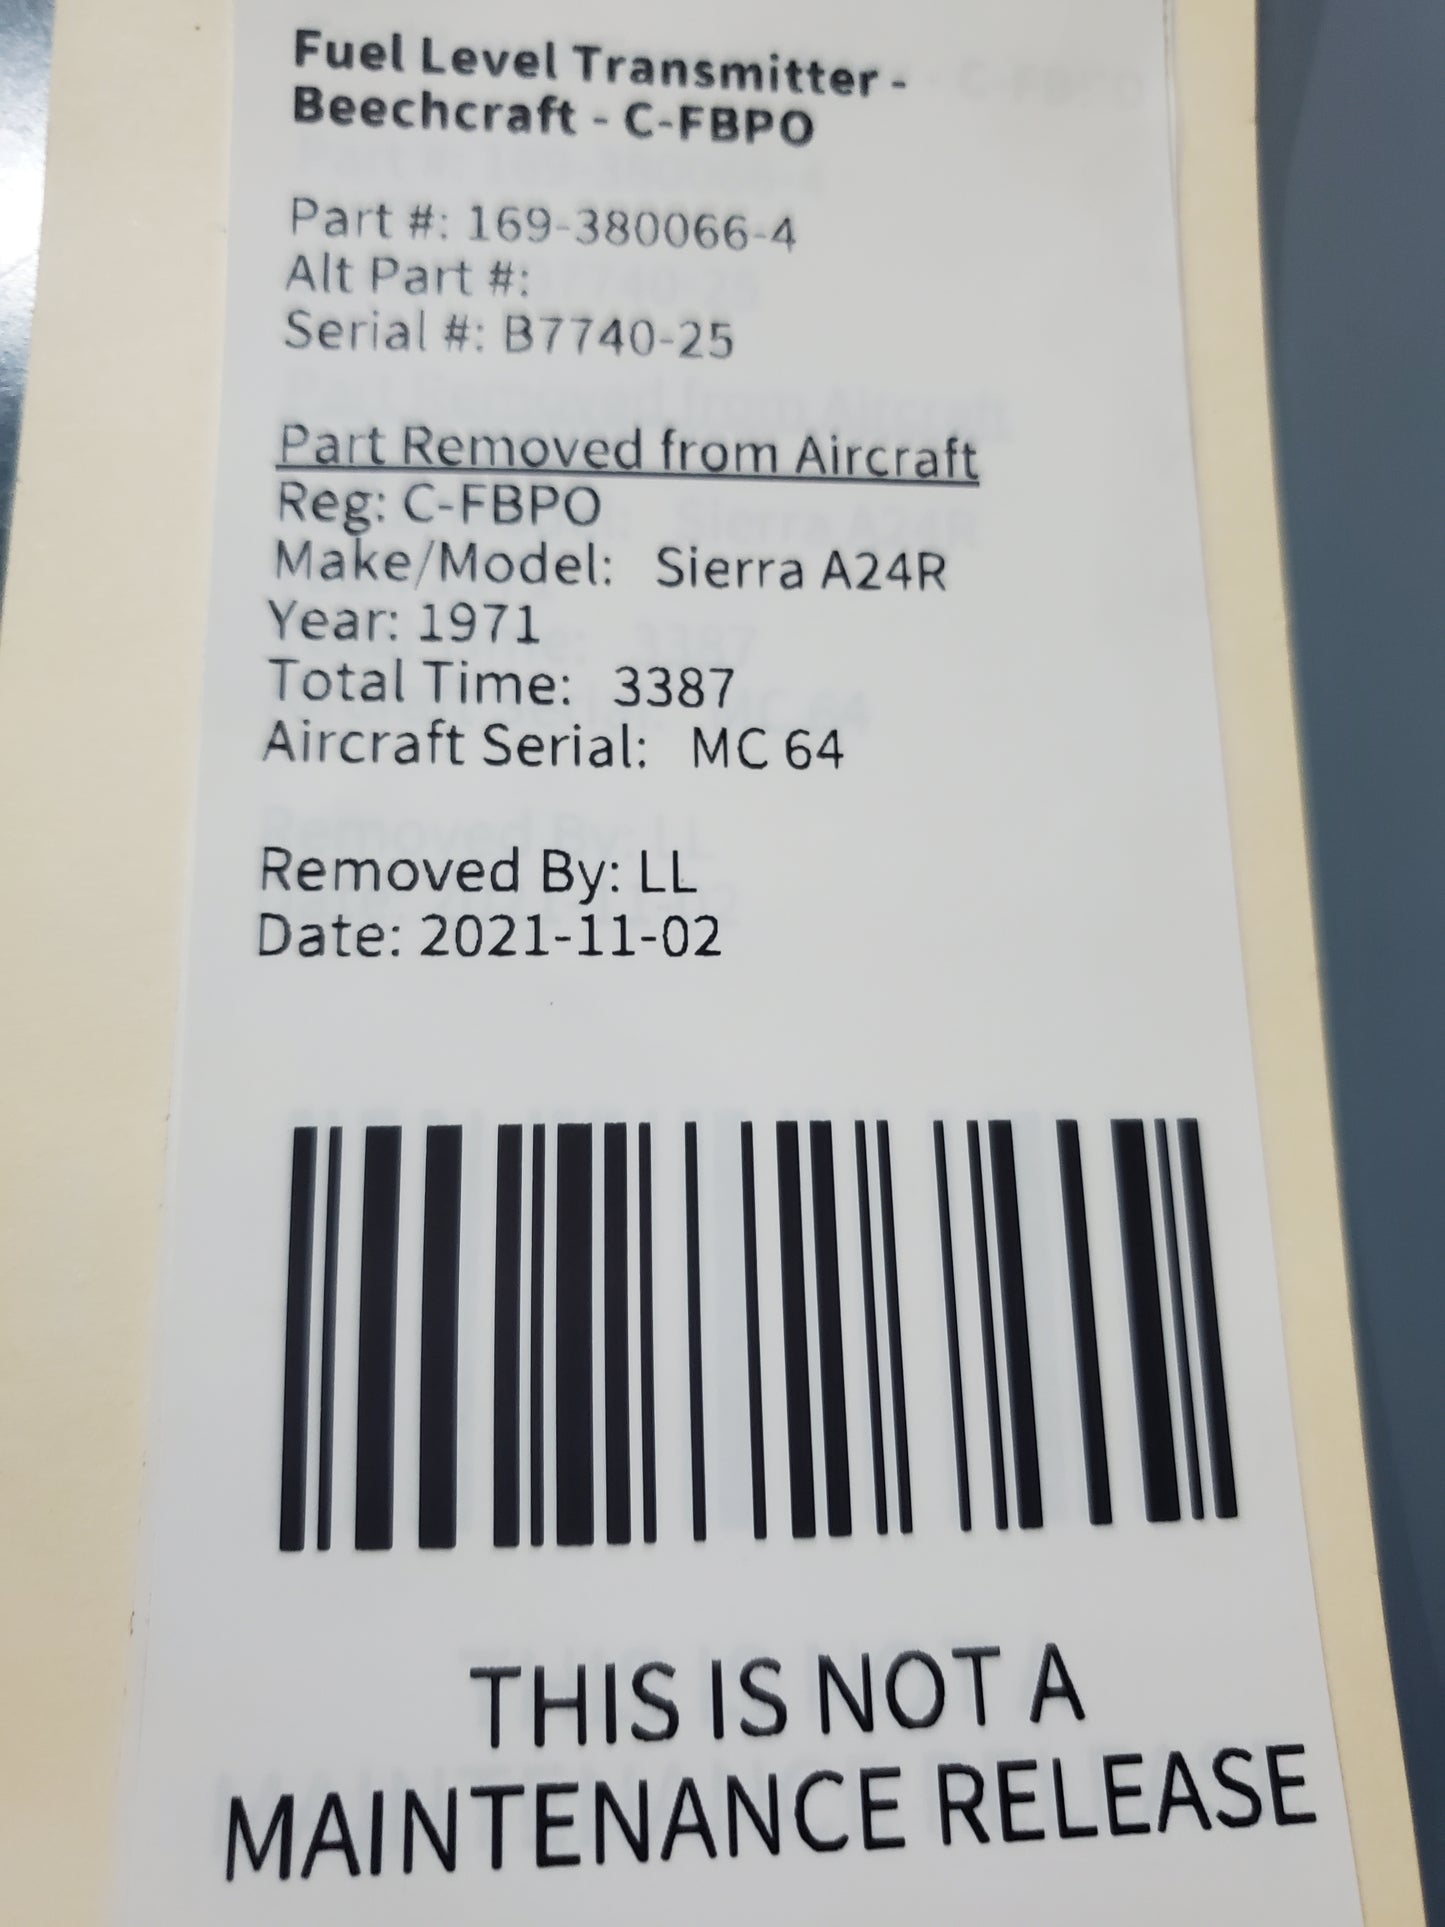 Fuel Level Transmitter -
Beechcraft - C-FBPO
Part #: 169-380066-4
Alt Part #:
Serial #: B7740-25
Part Removed from Aircraft
Reg: C-FBPO
Make/Model: Sierra A24R
Year: 1971
Total Time: 3387
Aircraft Serial: MC 64
Removed By: LL
Date: 2021-11-02
THIS IS NOT A
MAINTENANCE RELEASE